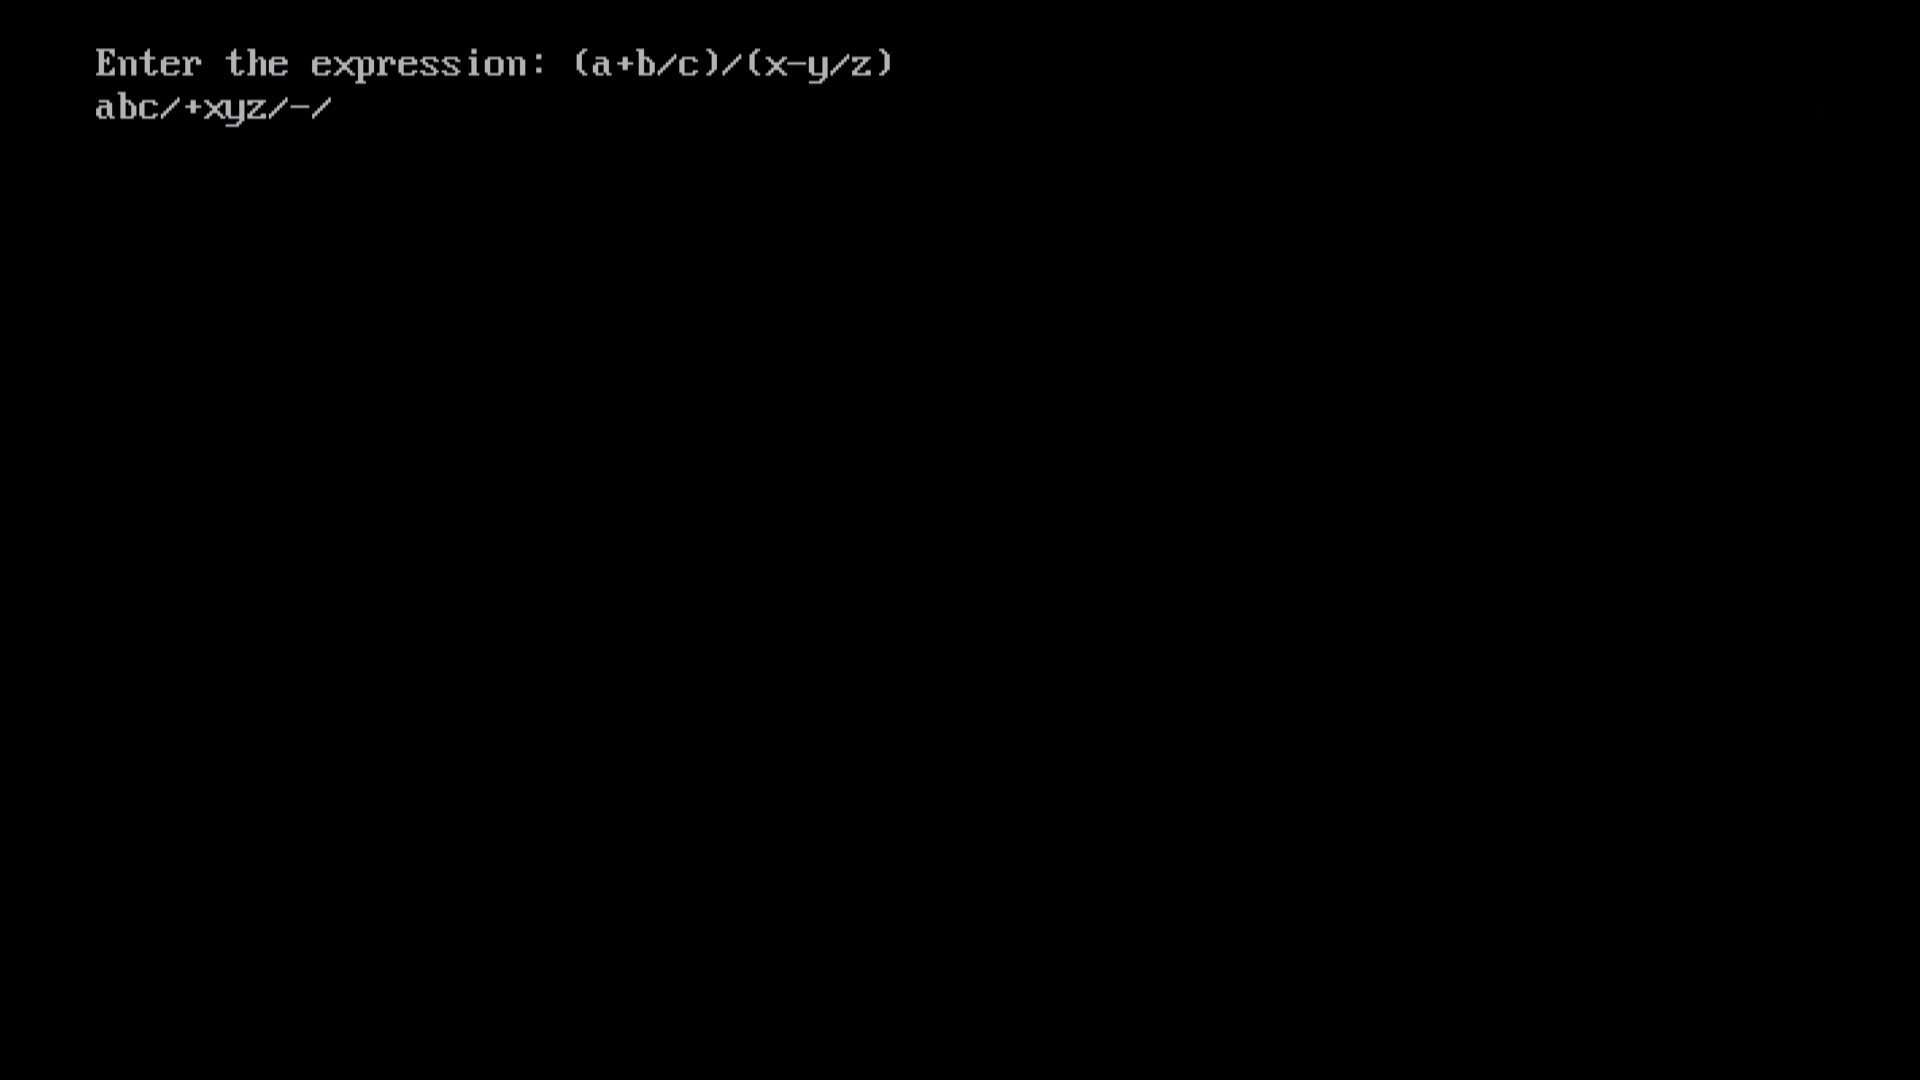 Enter the expression: (a+b/c)/(x-y/z)
abc/+xyz/-/